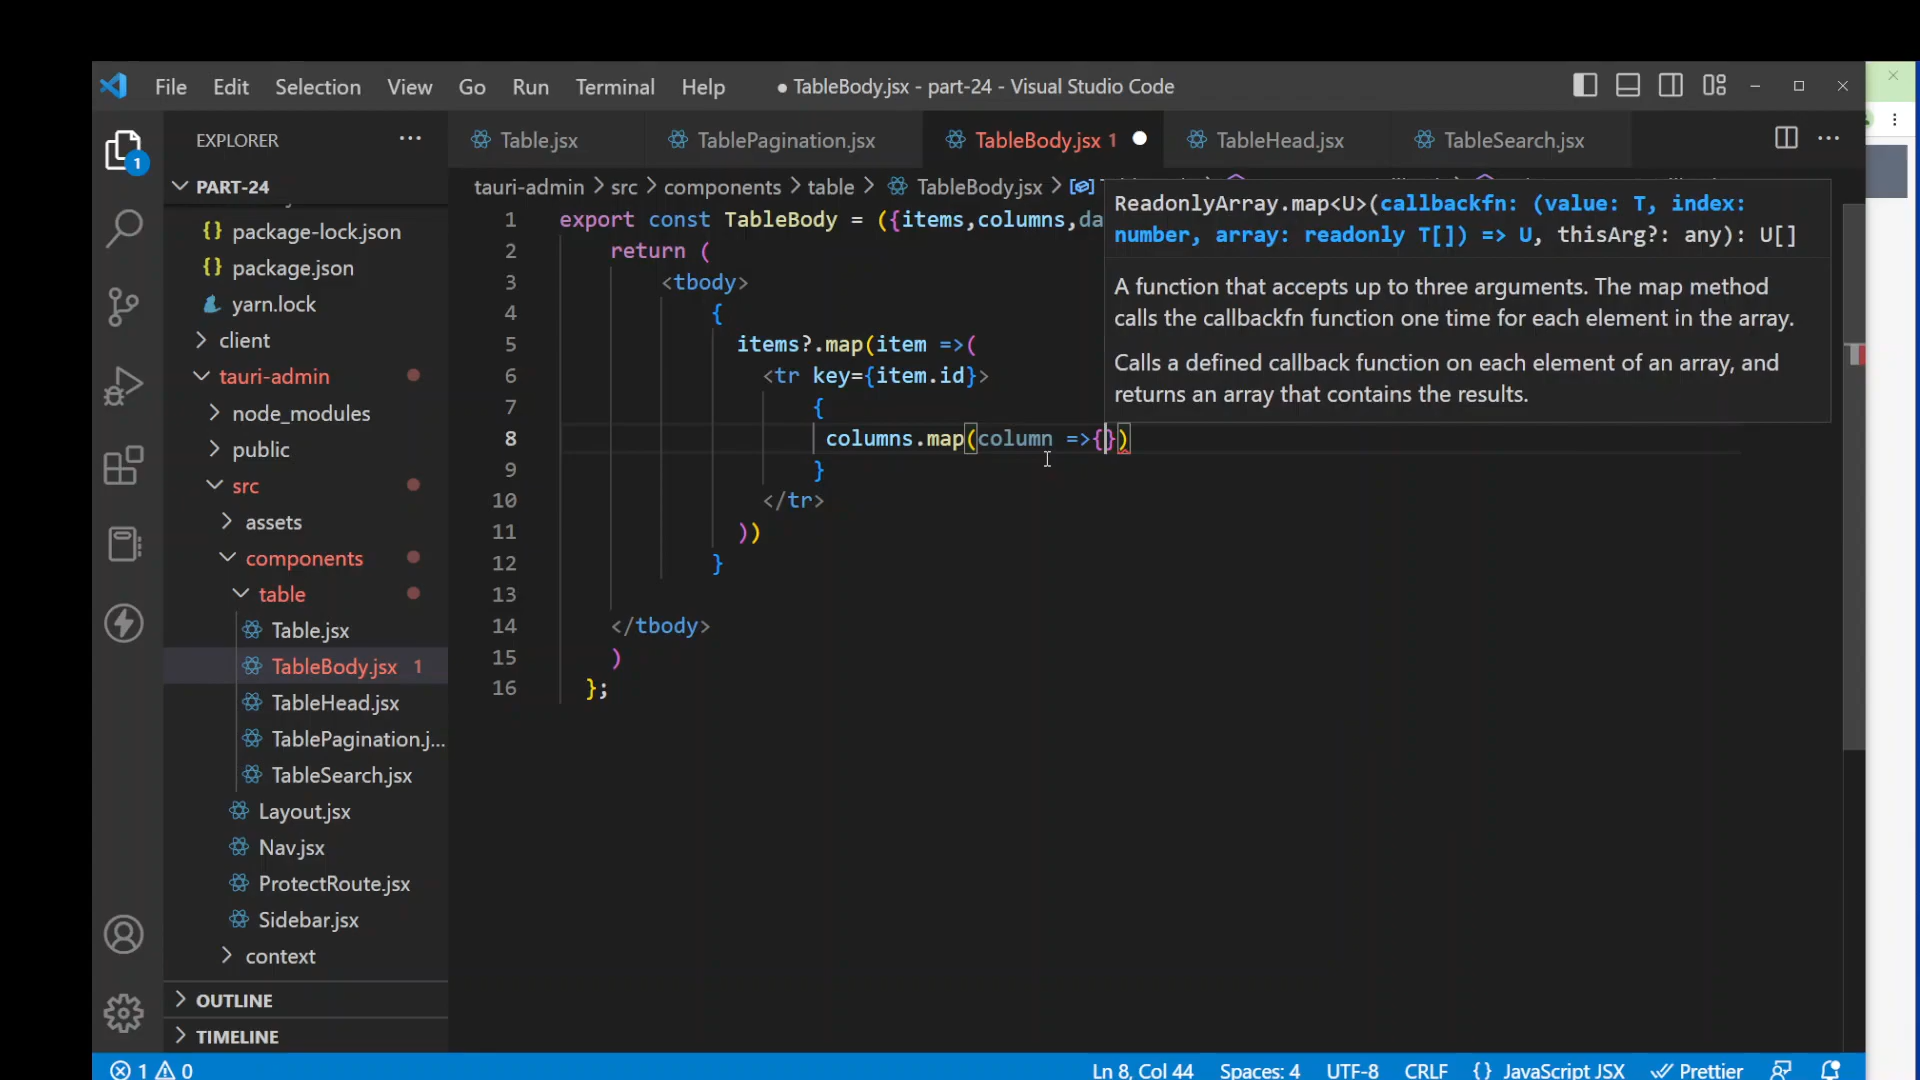 File Edit Selection View Go Run Terminal Help ● TableBody.jsx - part-24 - Visual Studio Code
EXPLORER
PART-24
package-lock.json
package.json
yarn.lock
client
tauri-admin
node_modules
public
src
assets
components
table
Table.jsx
TableBody.jsx 1
TableHead.jsx
TablePagination.j...
TableSearch.jsx
Layout.jsx
Nav.jsx
ProtectRoute.jsx
Sidebar.jsx
context
OUTLINE
TIMELINE
1
Table.jsx TablePagination.jsx TableBody.jsx 1 ● TableHead.jsx TableSearch.jsx
tauri-admin > src > components > table > TableBody.jsx >
1 export const TableBody = ({items,columns,da
2 return (
3 <tbody>
4 {
5 items?.map(item =>(
6 <tr key={item.id}>
7 {
8 columns.map(column =>{})
9 }
10 </tr>
11 ))
12 }
13
14 </tbody>
15 )
16 };
ReadonlyArray.map<U>(callbackfn: (value: T, index:
number, array: readonly T[]) => U, thisArg?: any): U[]
A function that accepts up to three arguments. The map method
calls the callbackfn function one time for each element in the array.
Calls a defined callback function on each element of an array, and
returns an array that contains the results.
1 0 Ln 8, Col 44 Spaces: 4 UTF-8 CRLF {} JavaScript JSX Prettier